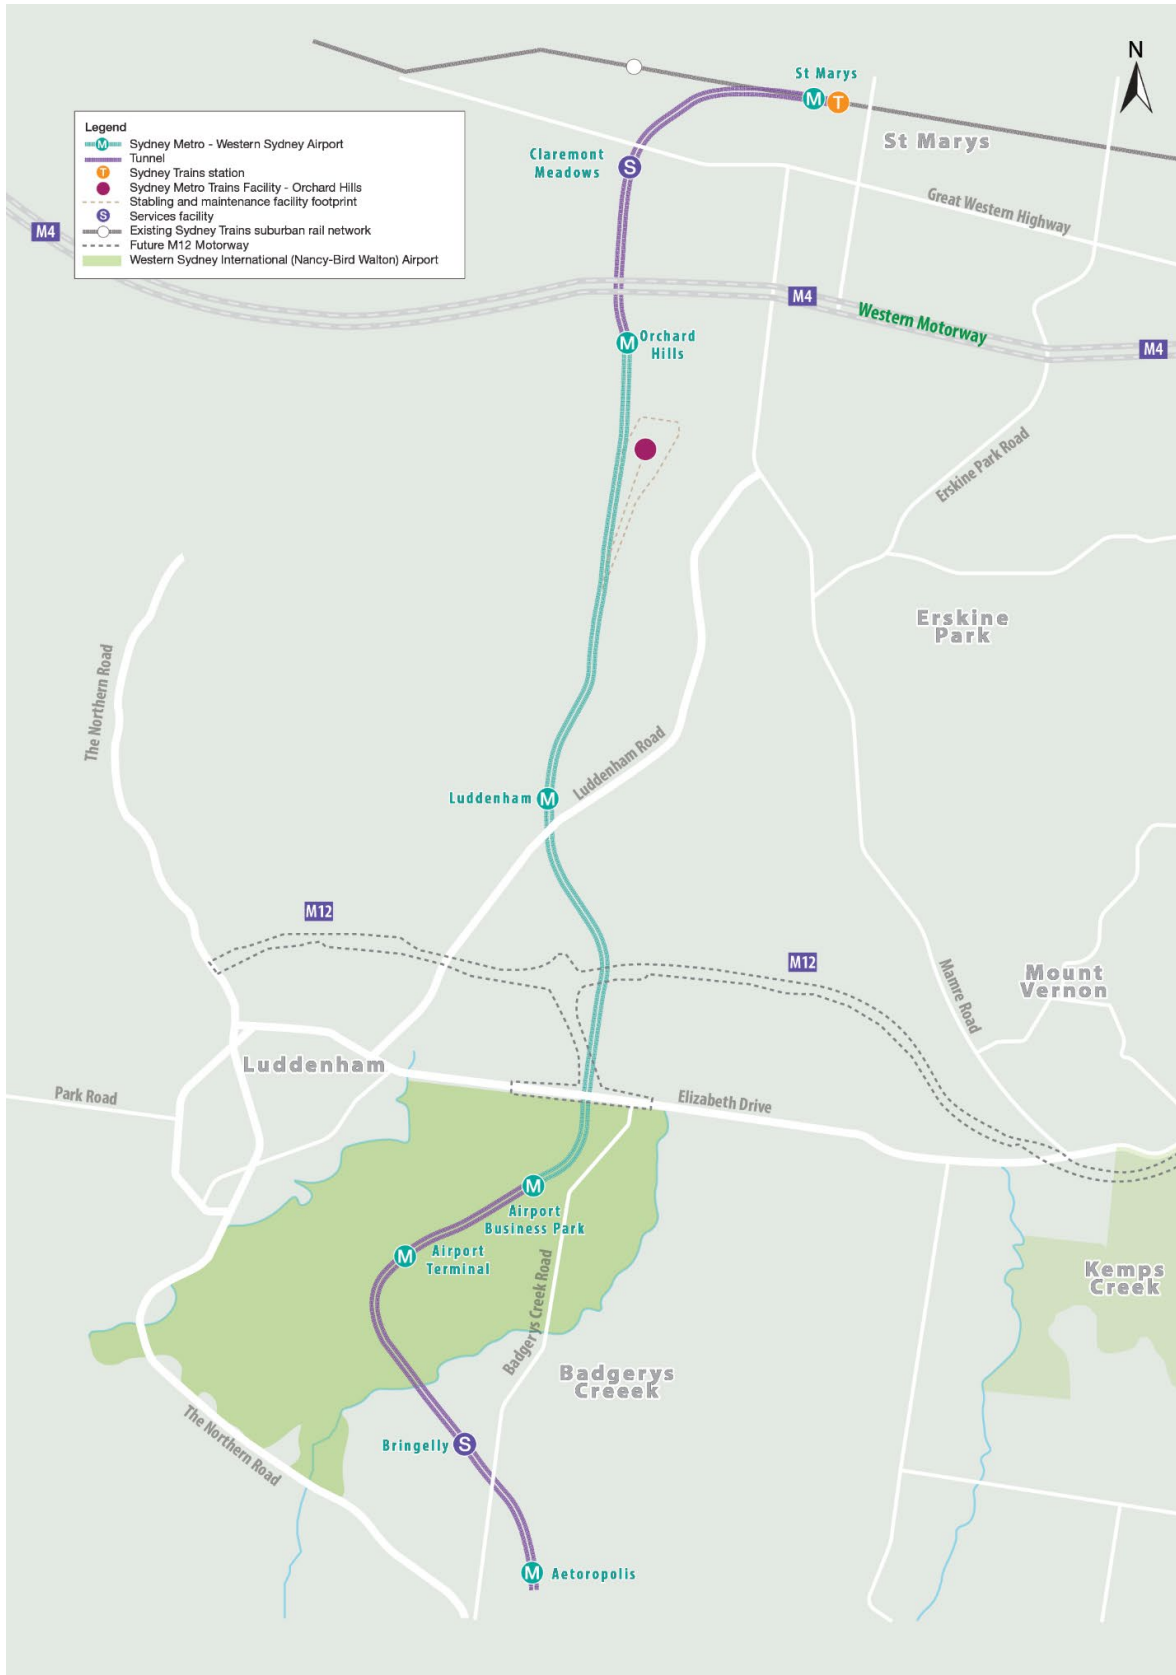 N
St Marys
M
T
St Marys
Legend
M Sydney Metro - Western Sydney Airport
Tunnel
T Sydney Trains station
Sydney Metro Trains Facility - Orchard Hills
Stabling and maintenance facility footprint
S Services facility
Existing Sydney Trains suburban rail network
Future M12 Motorway
Western Sydney International (Nancy-Bird Walton) Airport
Claremont
Meadows
S
Great Western Highway
M4
M4
Western Motorway
M4
M
Orchard
Hills
Erskine Park Road
Erskine
Park
The Northern Road
Luddenham Road
Luddenham
M
M12
M12
Mount
Vernon
Mamre Road
Luddenham
Park Road
Elizabeth Drive
M
Airport
Business Park
M
Airport
Terminal
Badgerys Creek Road
Kemps
Creek
Badgerys
Creeek
The Northern Road
Bringelly
S
M
Aetoropolis